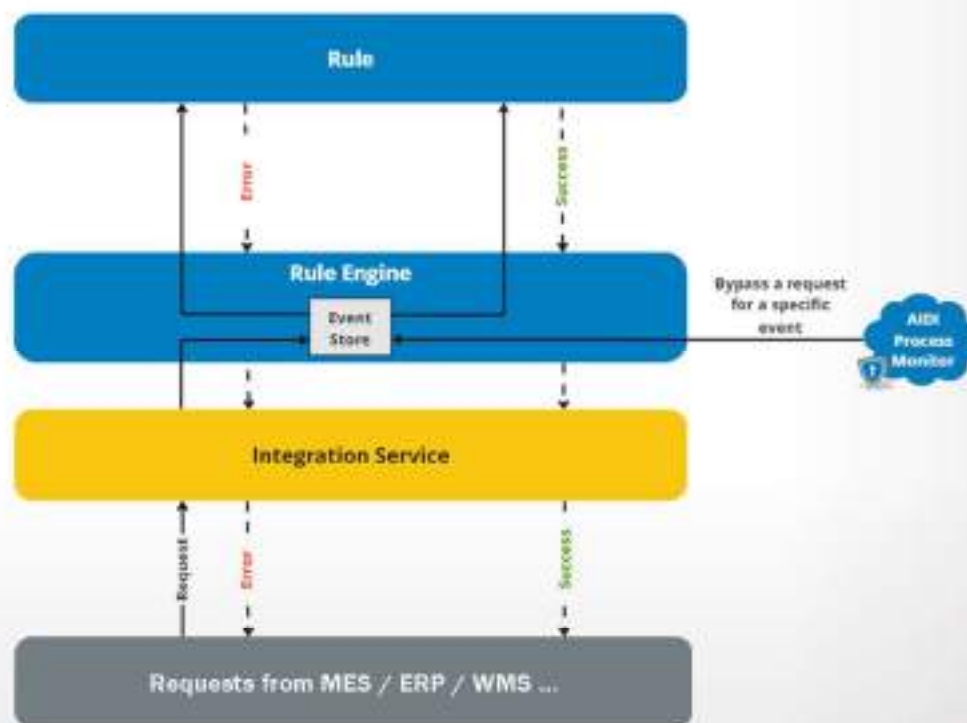 Rule
Error
Success
Rule Engine
Event
Store
Bypass a request
for a specific
event
AIDI
Process
Monitor
Integration Service
Request
Error
Success
Requests from MES / ERP / WMS ...